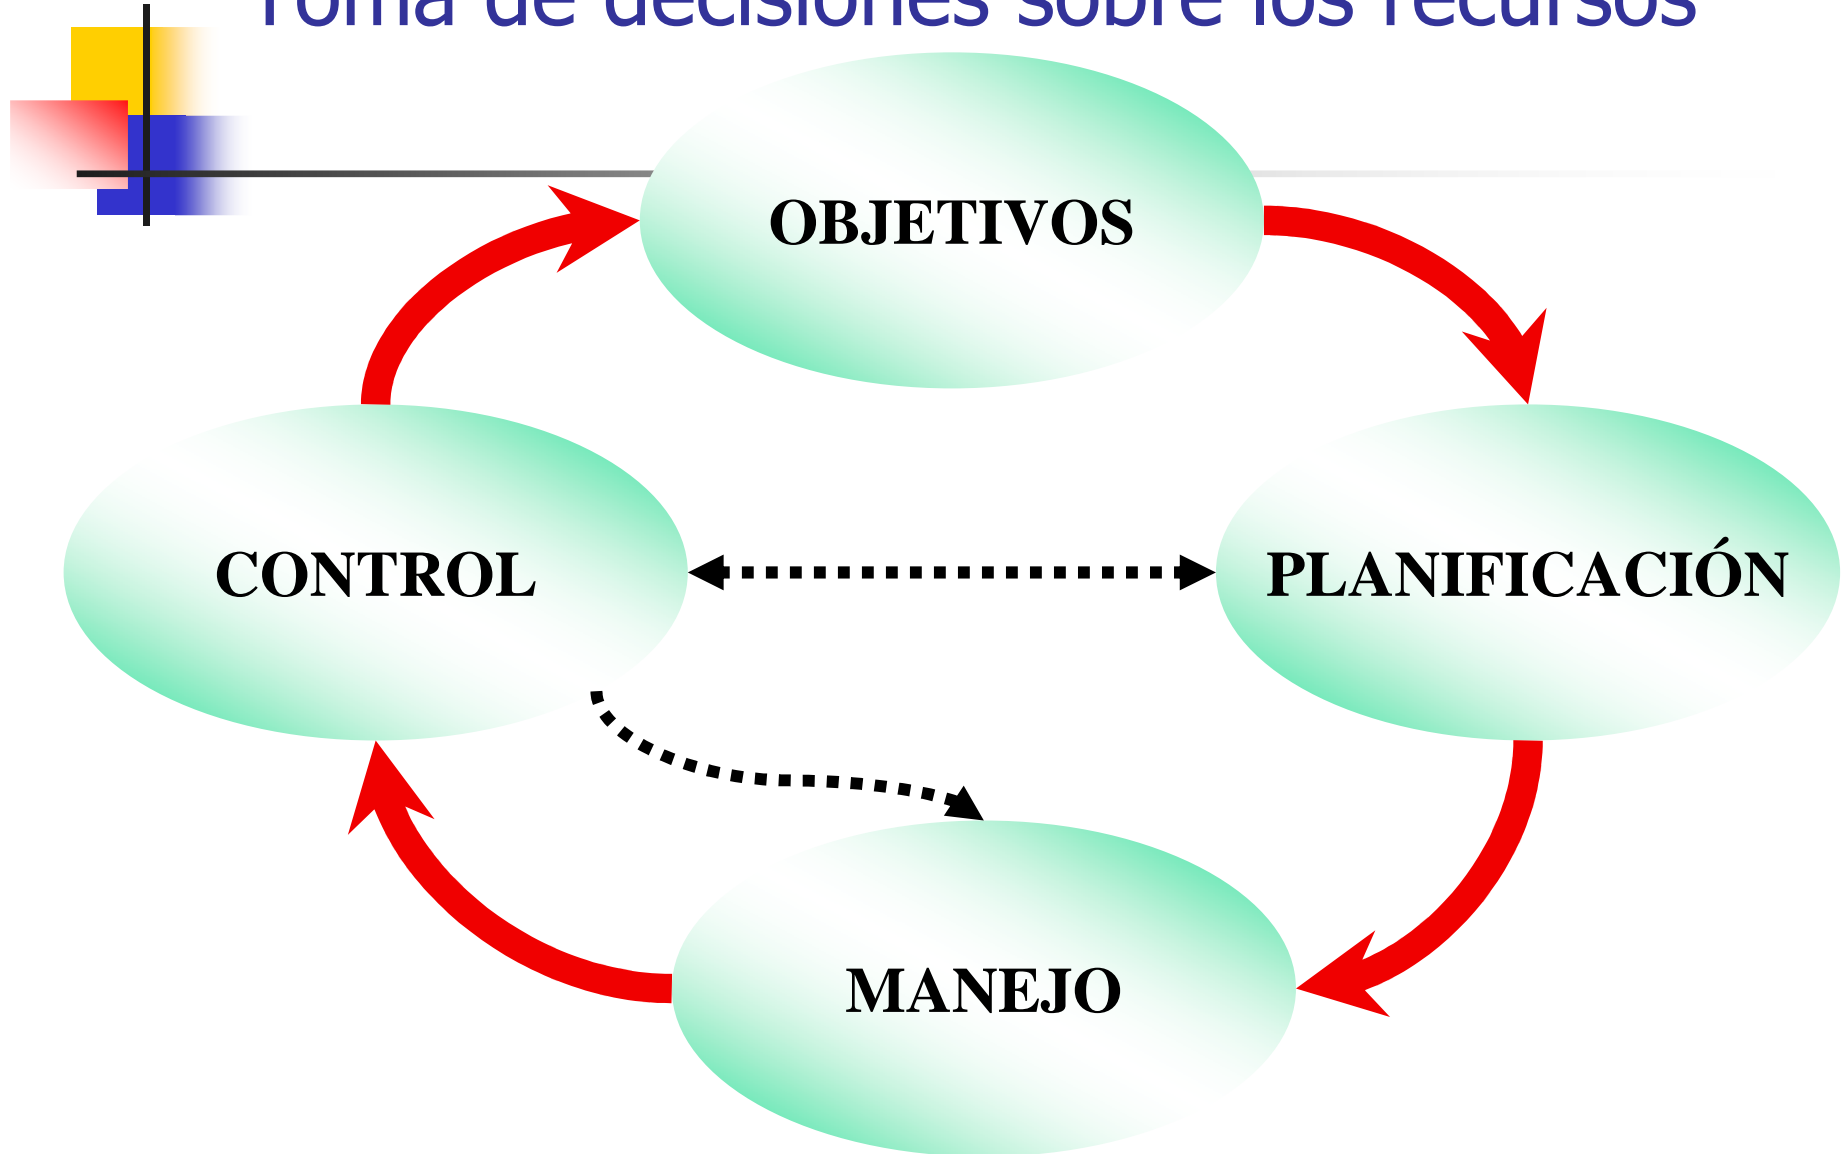 Toma de decisiones sobre los recursos
OBJETIVOS
CONTROL
PLANIFICACIÓN
MANEJO